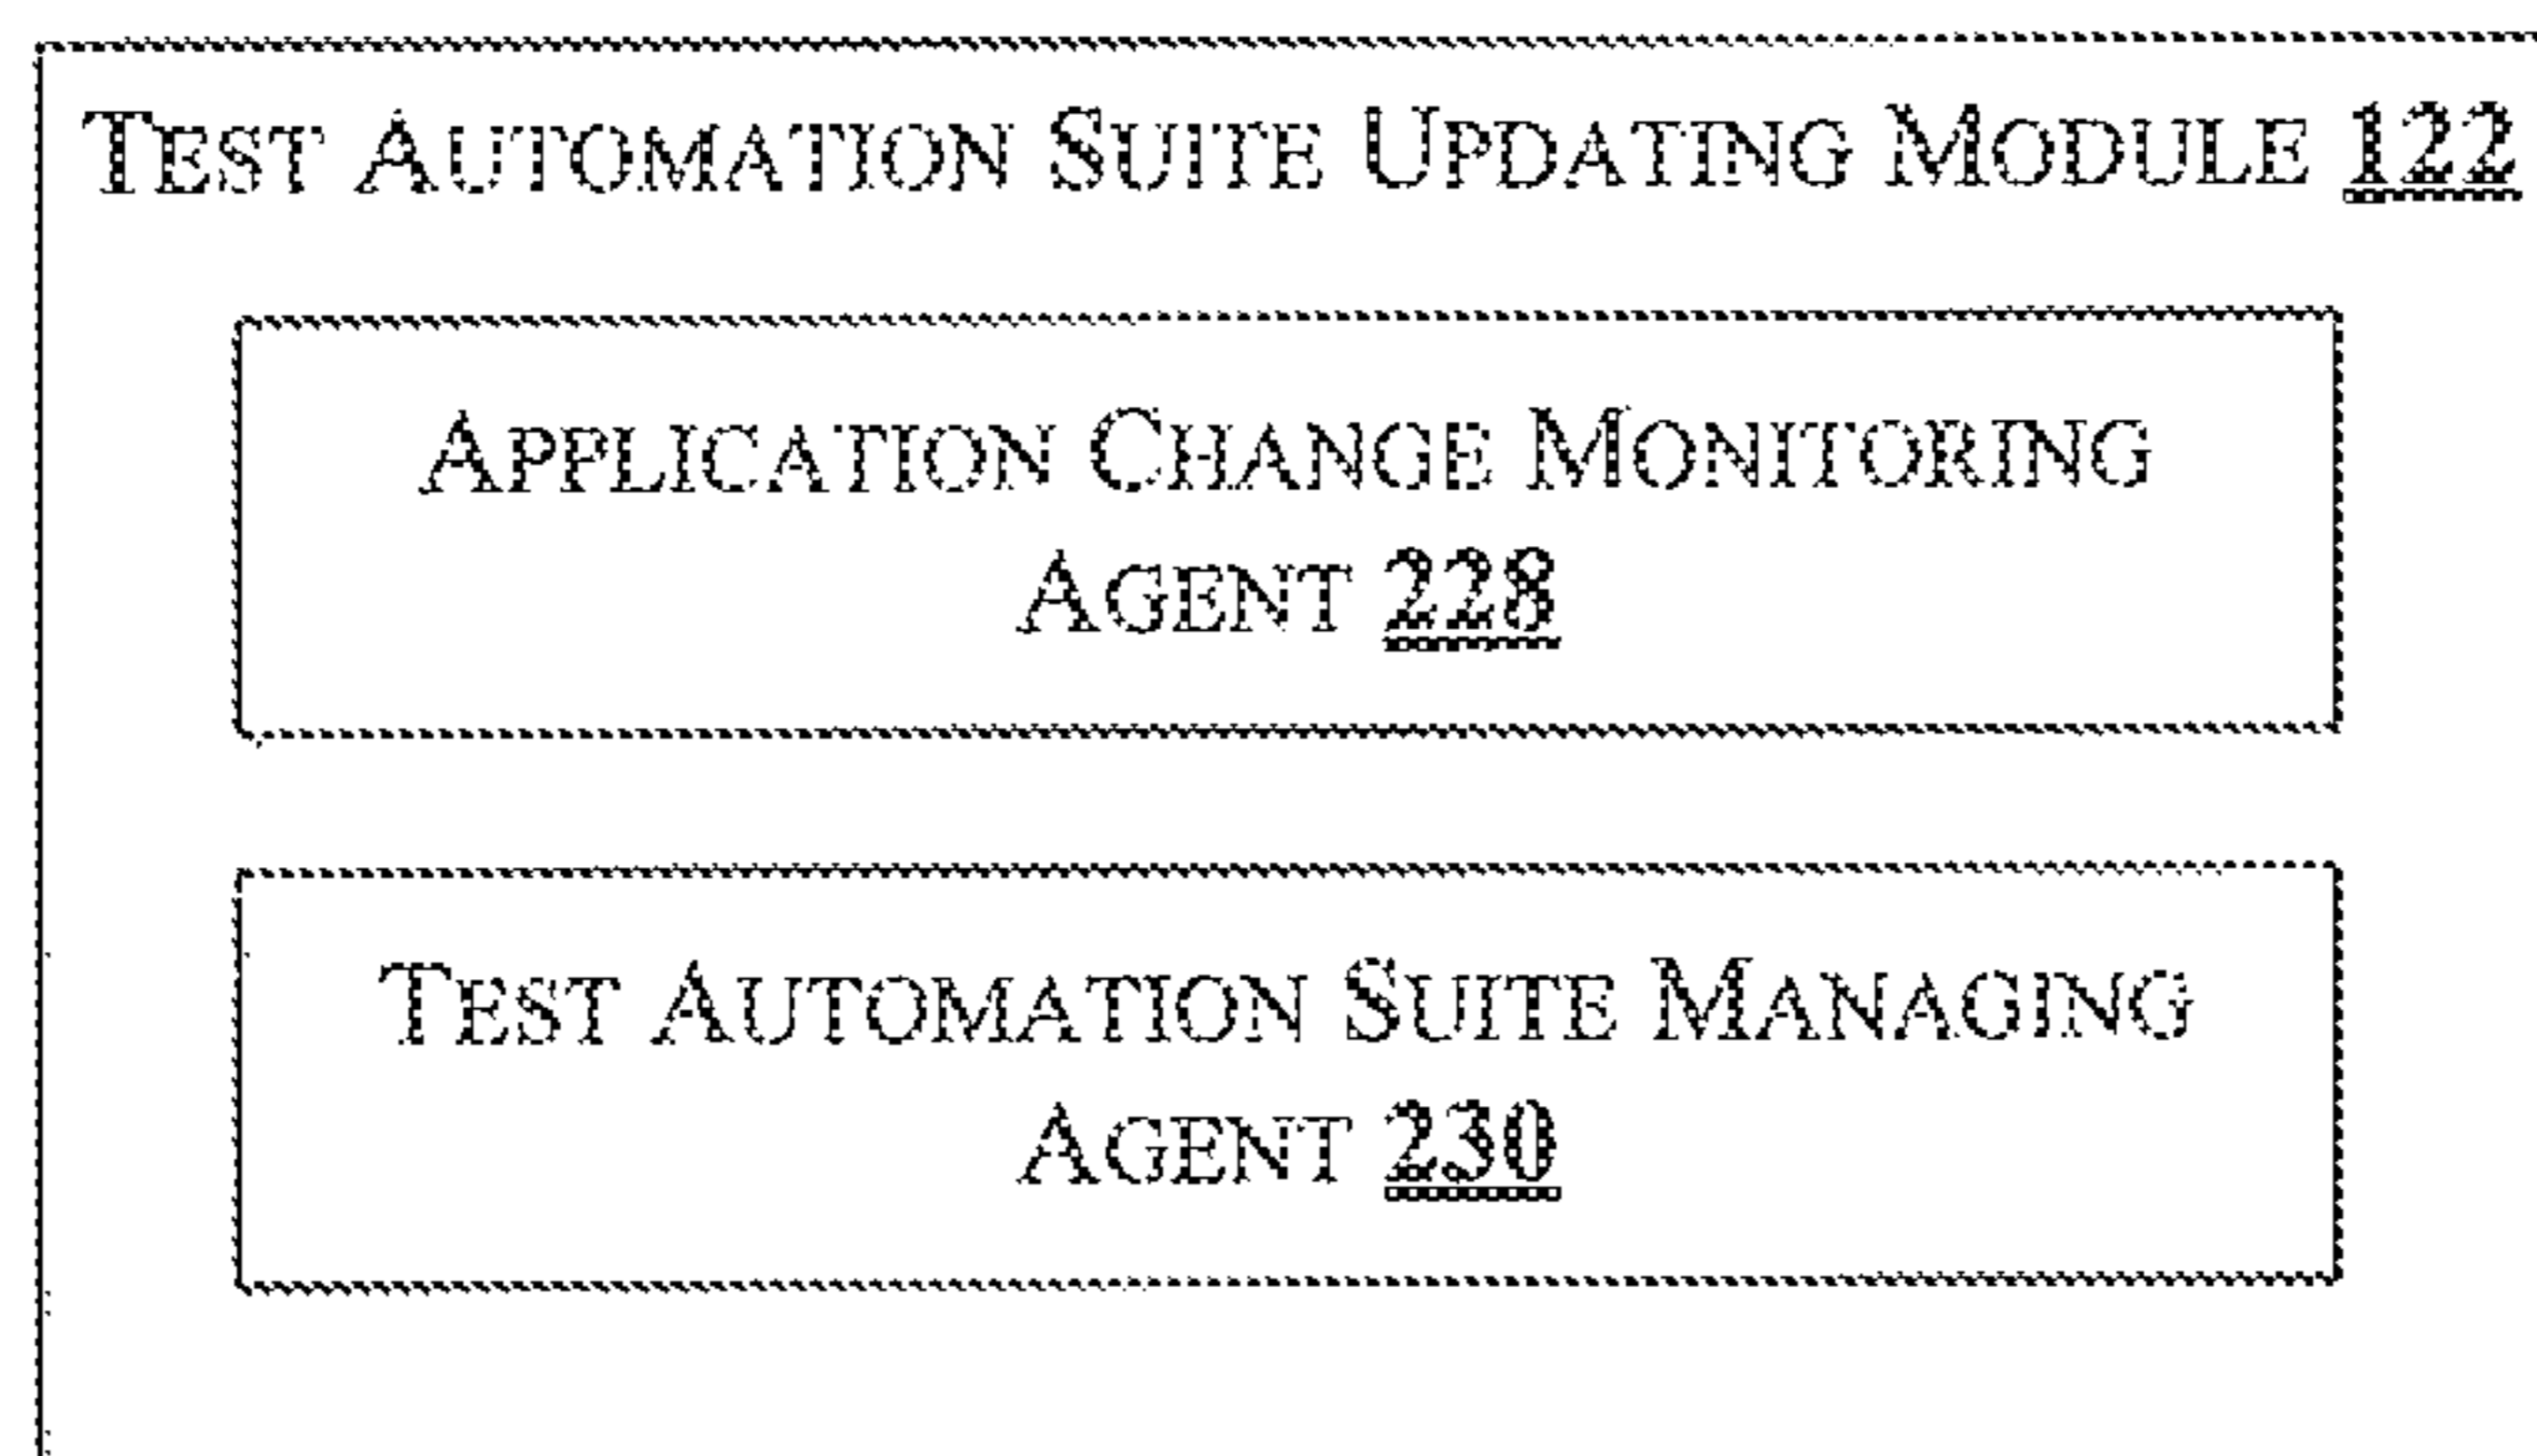 TEST AUTOMATION SUITE UPDATING MODULE 122
APPLICATION CHANGE MONITORING
AGENT 228
TEST AUTOMATION SUITE MANAGING
AGENT 230